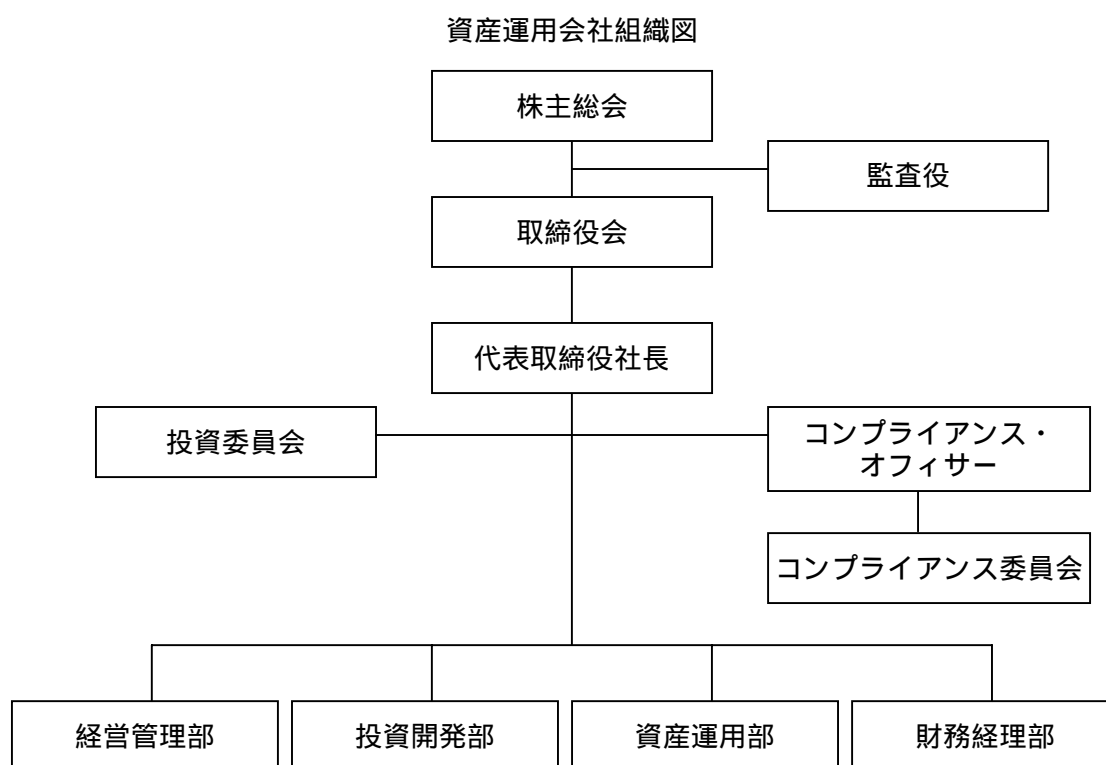 資産運用会社組織図
株主総会
監査役
取締役会
代表取締役社長
投資委員会
コンプライアンス・
オフィサー
コンプライアンス委員会
経営管理部
投資開発部
資産運用部
財務経理部